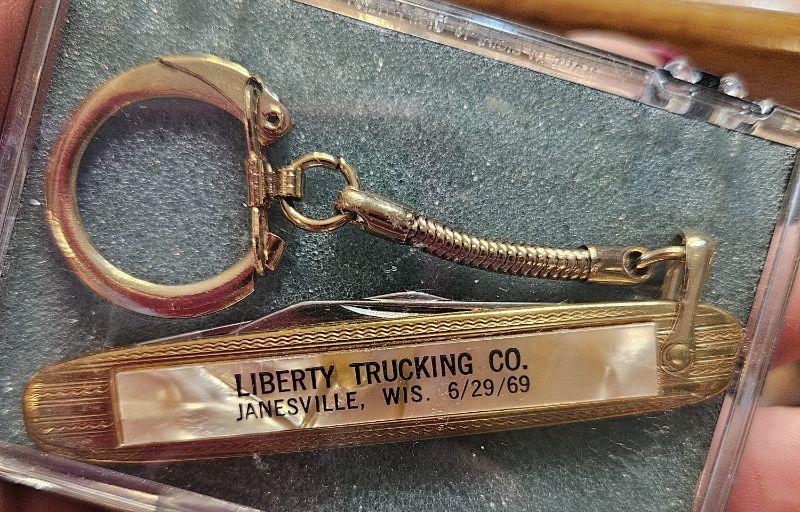 LIBERTY TRUCKING CO.
JANESVILLE, WIS. 6/29/69